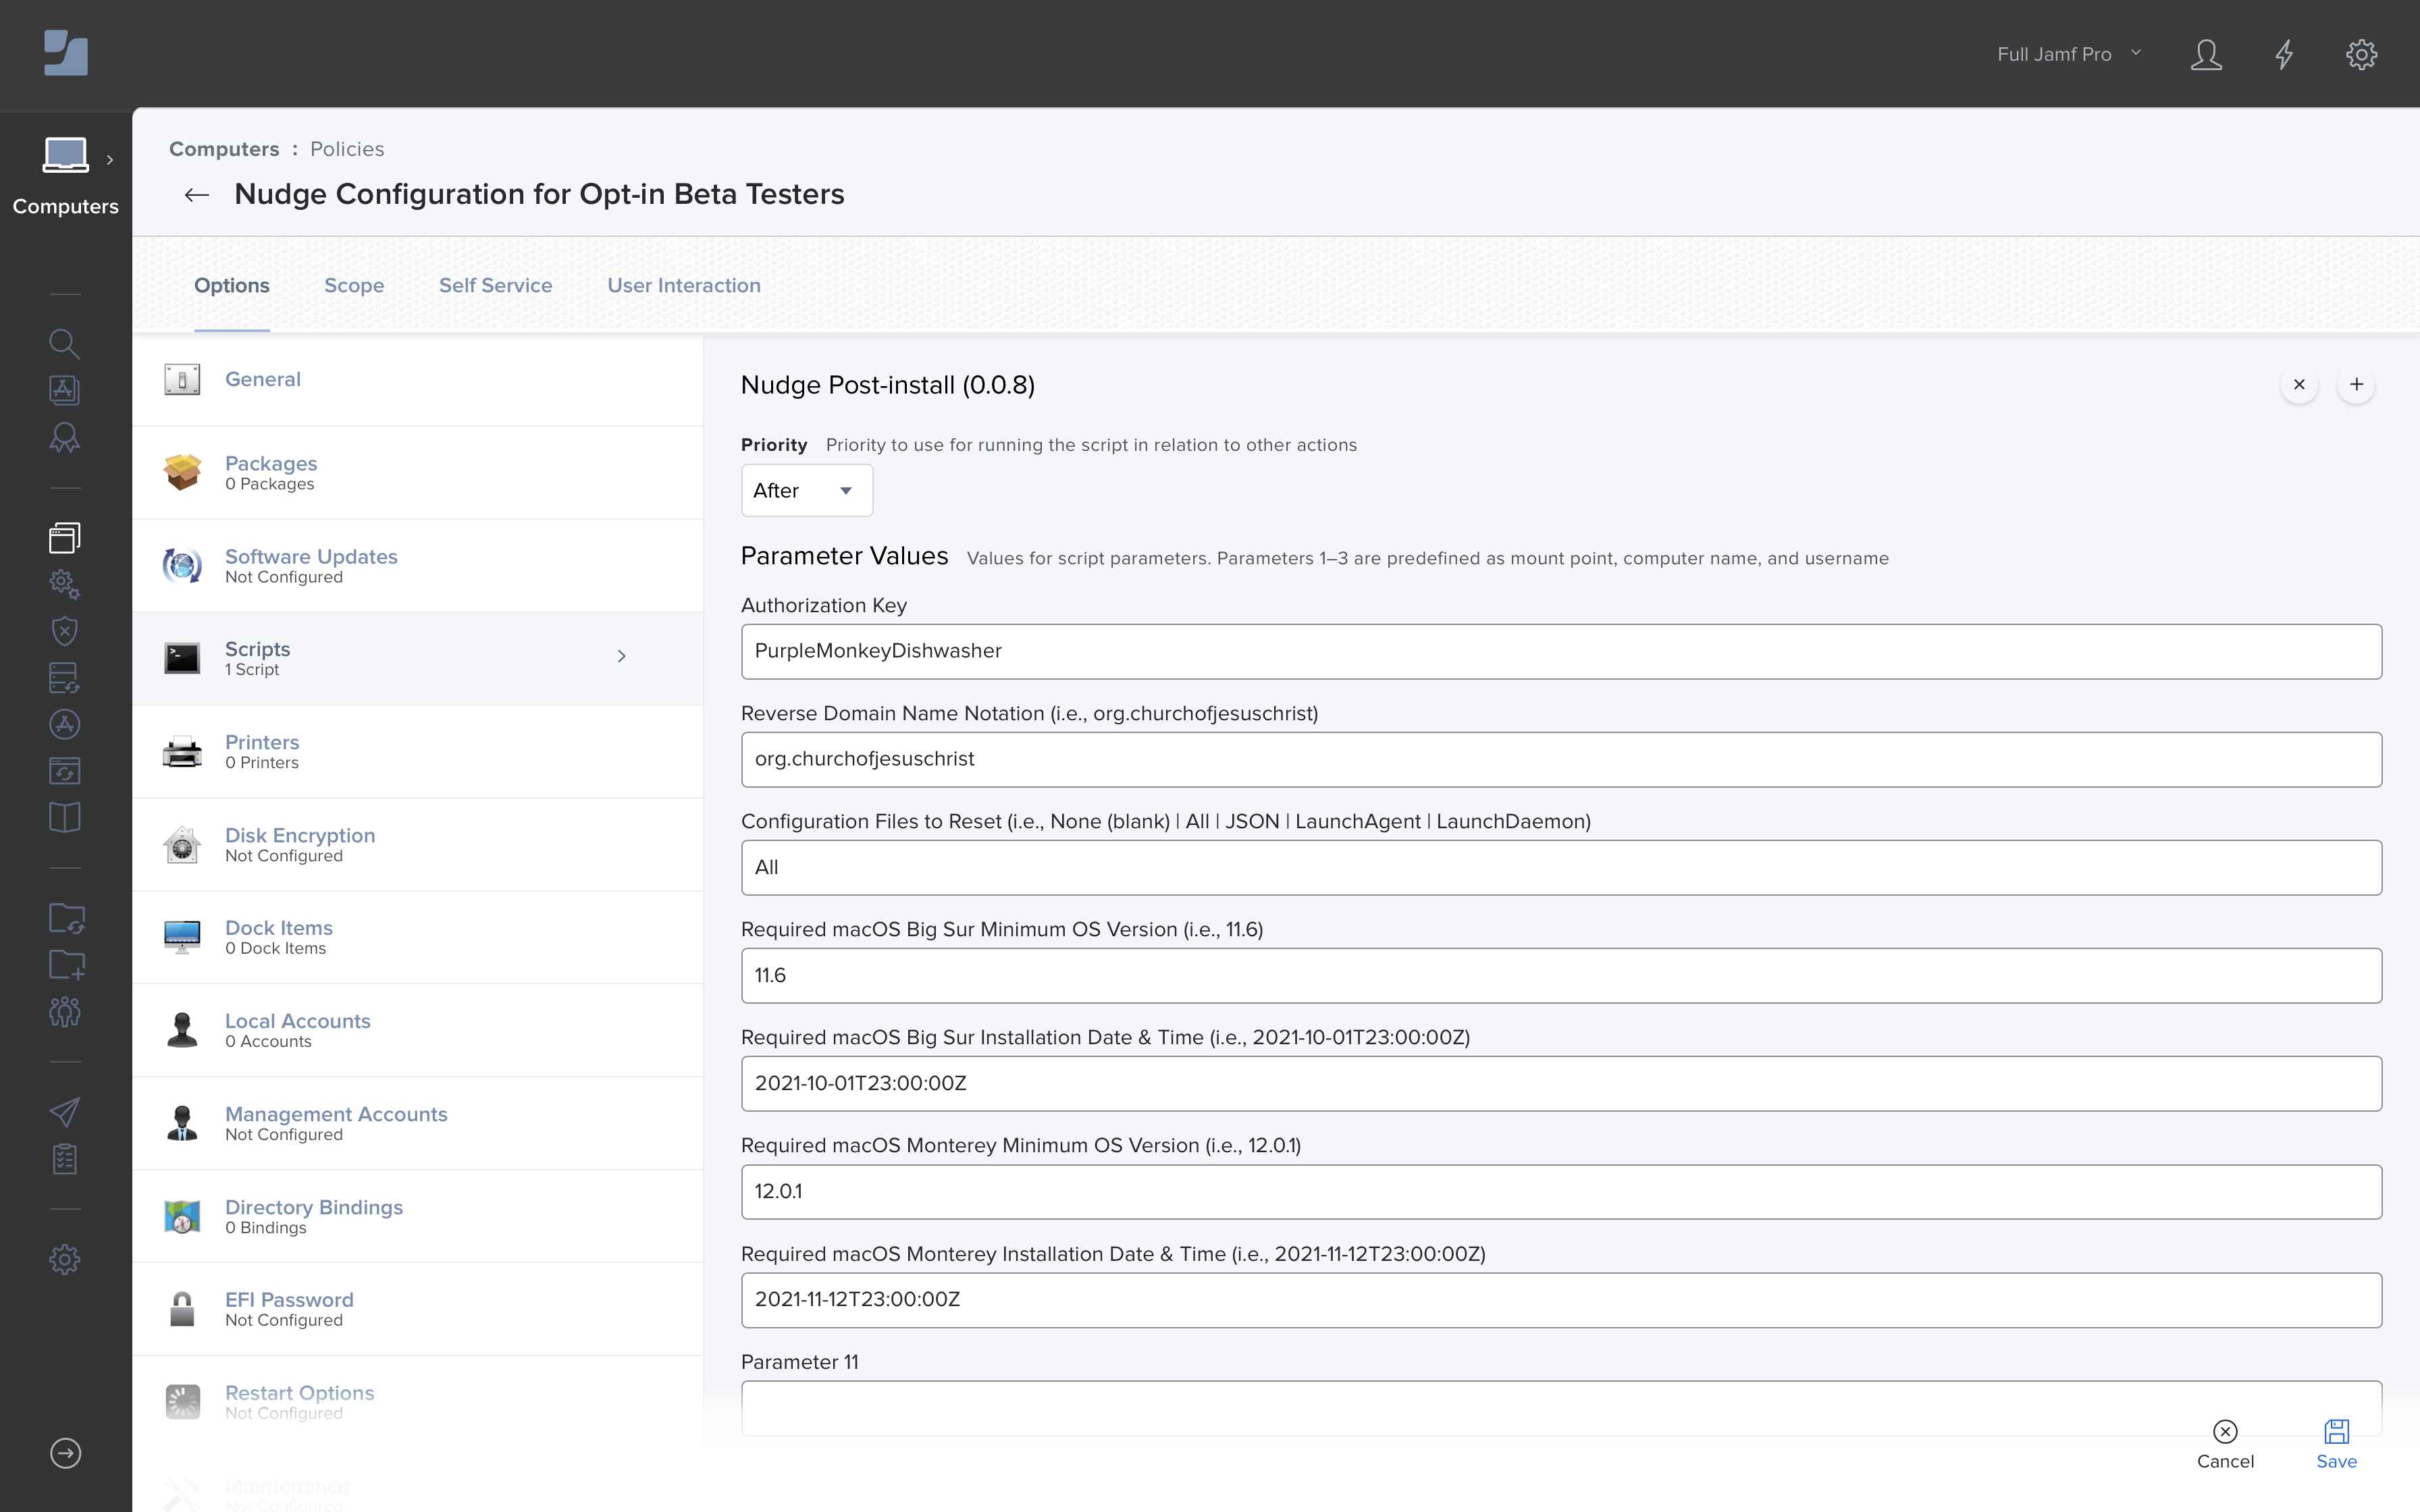 Full Jamf Pro
Computers
Computers : Policies
Nudge Configuration for Opt-in Beta Testers
Options
Scope
Self Service
User Interaction
General
Packages
0 Packages
Software Updates
Not Configured
Scripts
1 Script
Printers
0 Printers
Disk Encryption
Not Configured
Dock Items
0 Dock Items
Local Accounts
0 Accounts
Management Accounts
Not Configured
Directory Bindings
0 Bindings
EFI Password
Not Configured
Restart Options
Not Configured
Maintenance
Not Configured
Nudge Post-install (0.0.8)
Priority Priority to use for running the script in relation to other actions
After
Parameter Values Values for script parameters. Parameters 1–3 are predefined as mount point, computer name, and username
Authorization Key
PurpleMonkeyDishwasher
Reverse Domain Name Notation (i.e., org.churchofjesuschrist)
org.churchofjesuschrist
Configuration Files to Reset (i.e., None (blank) | All | JSON | LaunchAgent | LaunchDaemon)
All
Required macOS Big Sur Minimum OS Version (i.e., 11.6)
11.6
Required macOS Big Sur Installation Date & Time (i.e., 2021-10-01T23:00:00Z)
2021-10-01T23:00:00Z
Required macOS Monterey Minimum OS Version (i.e., 12.0.1)
12.0.1
Required macOS Monterey Installation Date & Time (i.e., 2021-11-12T23:00:00Z)
2021-11-12T23:00:00Z
Parameter 11
Cancel
Save